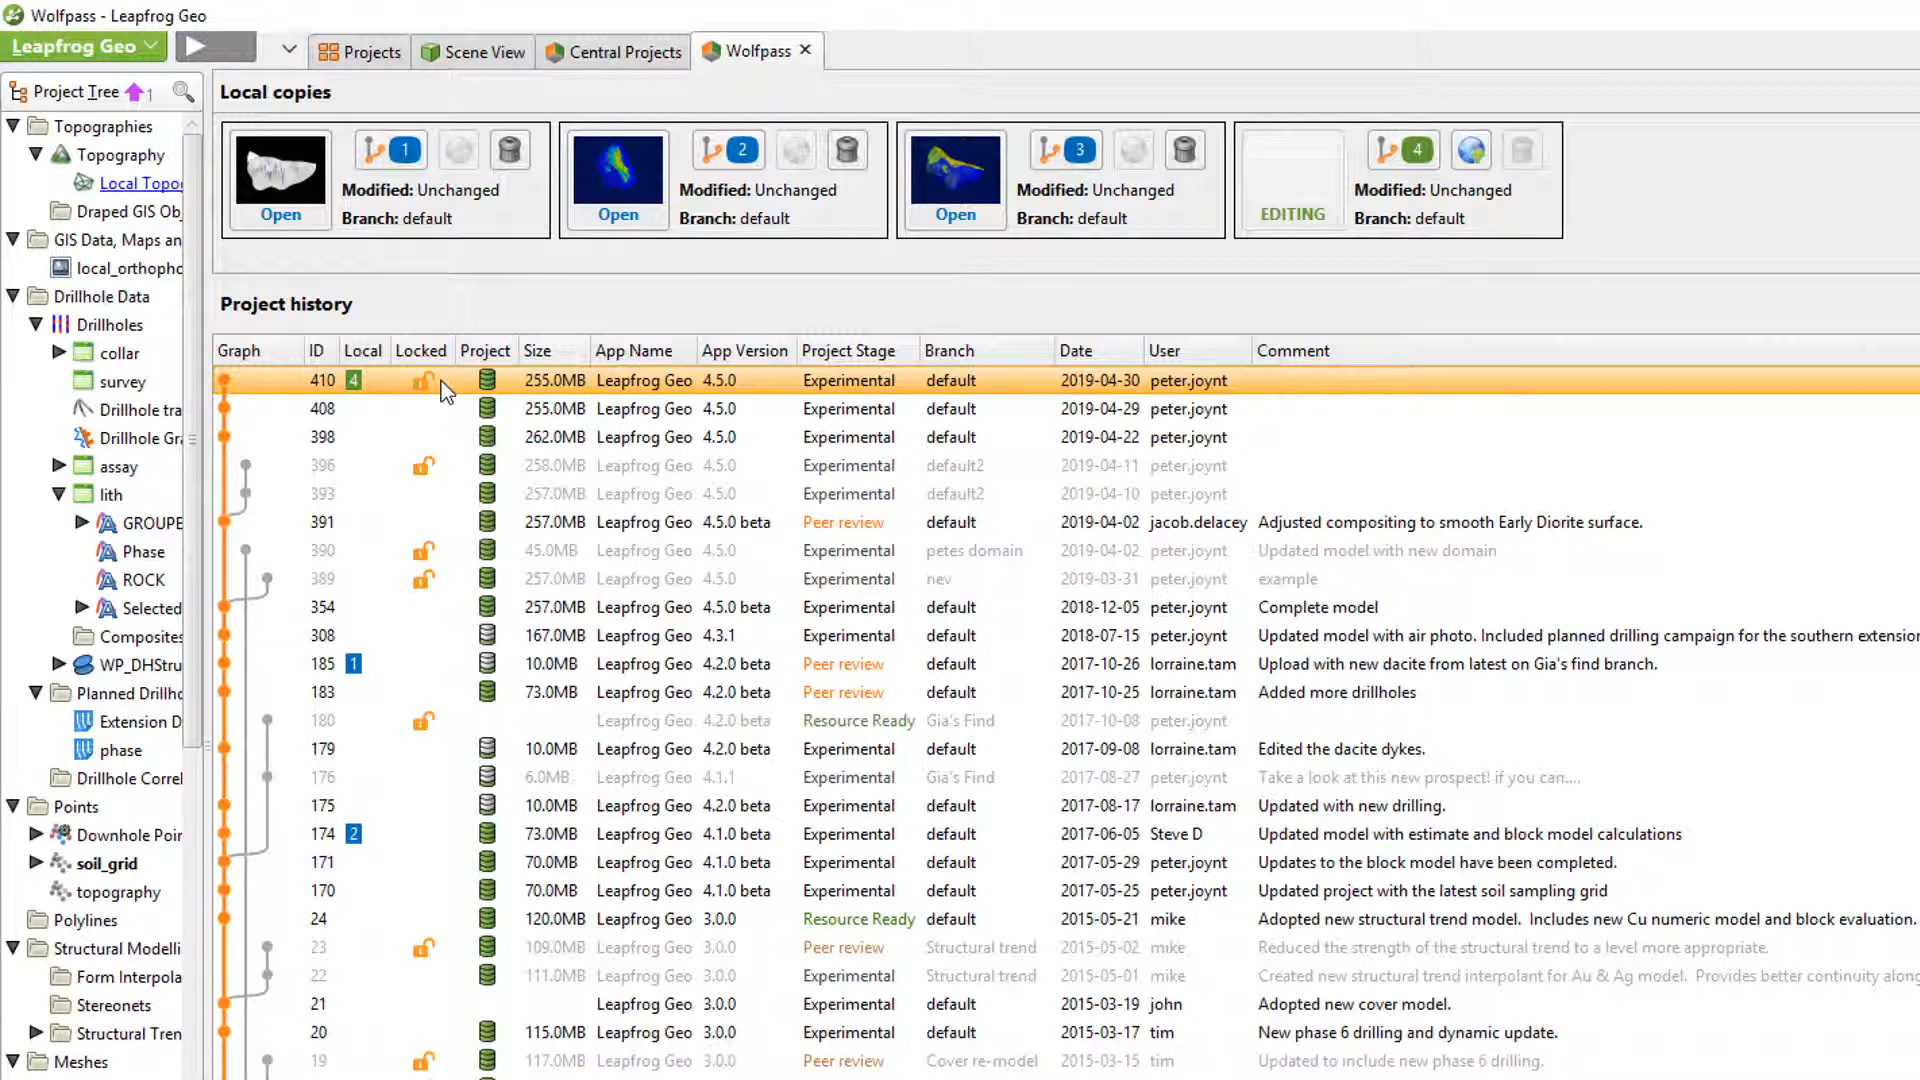 Wolfpass - Leapfrog Geo
Leapfrog Geo
Projects
Scene View
Central Projects
Wolfpass
Project Tree 1
Local copies
Topographies
Topography
Local Topo
Draped GIS Obj
GIS Data, Maps an
local_orthopho
Drillhole Data
Drillholes
collar
survey
Drillhole tra
Drillhole Gra
assay
lith
GROUPE
Phase
ROCK
Selected
Composites
WP_DHStru
Planned Drillho
Extension D
phase
Drillhole Correl
Points
Downhole Poin
soil_grid
topography
Polylines
Structural Modelli
Form Interpola
Stereonets
Structural Tren
Meshes
1
Modified: Unchanged
Open
Branch: default
2
Modified: Unchanged
Open
Branch: default
3
Modified: Unchanged
Open
Branch: default
4
Modified: Unchanged
EDITING
Branch: default
Project history
Graph ID Local Locked Project Size App Name App Version Project Stage Branch Date User Comment
410 4 255.0MB Leapfrog Geo 4.5.0 Experimental default 2019-04-30 peter.joynt
408 255.0MB Leapfrog Geo 4.5.0 Experimental default 2019-04-29 peter.joynt
398 262.0MB Leapfrog Geo 4.5.0 Experimental default 2019-04-22 peter.joynt
396 258.0MB Leapfrog Geo 4.5.0 Experimental default2 2019-04-11 peter.joynt
393 257.0MB Leapfrog Geo 4.5.0 Experimental default2 2019-04-10 peter.joynt
391 257.0MB Leapfrog Geo 4.5.0 beta Peer review default 2019-04-02 jacob.delacey Adjusted compositing to smooth Early Diorite surface.
390 45.0MB Leapfrog Geo 4.5.0 Experimental petes domain 2019-04-02 peter.joynt Updated model with new domain
389 257.0MB Leapfrog Geo 4.5.0 Experimental nev 2019-03-31 peter.joynt example
354 257.0MB Leapfrog Geo 4.5.0 beta Experimental default 2018-12-05 peter.joynt Complete model
308 167.0MB Leapfrog Geo 4.3.1 Experimental default 2018-07-15 peter.joynt Updated model with air photo. Included planned drilling campaign for the southern extension
185 1 10.0MB Leapfrog Geo 4.2.0 beta Peer review default 2017-10-26 lorraine.tam Upload with new dacite from latest on Gia's find branch.
183 73.0MB Leapfrog Geo 4.2.0 beta Peer review default 2017-10-25 lorraine.tam Added more drillholes
180 Leapfrog Geo 4.2.0 beta Resource Ready Gia's Find 2017-10-08 peter.joynt
179 10.0MB Leapfrog Geo 4.2.0 beta Experimental default 2017-09-08 lorraine.tam Edited the dacite dykes.
176 6.0MB Leapfrog Geo 4.1.1 Experimental Gia's Find 2017-08-27 peter.joynt Take a look at this new prospect! if you can....
175 10.0MB Leapfrog Geo 4.2.0 beta Experimental default 2017-08-17 lorraine.tam Updated with new drilling.
174 2 73.0MB Leapfrog Geo 4.1.0 beta Experimental default 2017-06-05 Steve D Updated model with estimate and block model calculations
171 70.0MB Leapfrog Geo 4.1.0 beta Experimental default 2017-05-29 peter.joynt Updates to the block model have been completed.
170 70.0MB Leapfrog Geo 4.1.0 beta Experimental default 2017-05-25 peter.joynt Updated project with the latest soil sampling grid
24 120.0MB Leapfrog Geo 3.0.0 Resource Ready default 2015-05-21 mike Adopted new structural trend model. Includes new Cu numeric model and block evaluation.
23 109.0MB Leapfrog Geo 3.0.0 Peer review Structural trend 2015-05-02 mike Reduced the strength of the structural trend to a level more appropriate.
22 111.0MB Leapfrog Geo 3.0.0 Experimental Structural trend 2015-05-01 mike Created new structural trend interpolant for Au & Ag model. Provides better continuity along
21 Leapfrog Geo 3.0.0 Experimental default 2015-03-19 john Adopted new cover model.
20 115.0MB Leapfrog Geo 3.0.0 Experimental default 2015-03-17 tim New phase 6 drilling and dynamic update.
19 117.0MB Leapfrog Geo 3.0.0 Peer review Cover re-model 2015-03-15 tim Updated to include new phase 6 drilling.